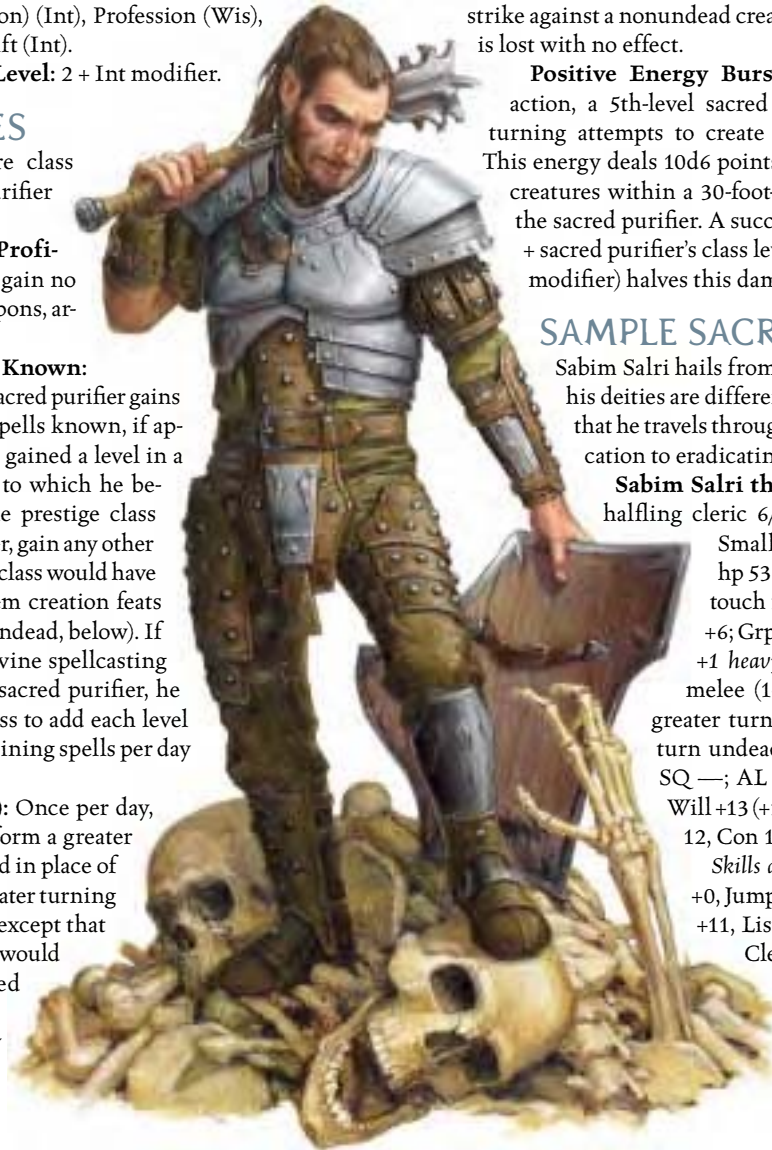 on) (Int), Profession (Wis),
ft (Int).
Level: 2 + Int modifier.
ES
re class
rifier
Profi-
gain no
pons, ar-
Known:
acred purifier gains
pells known, if ap-
gained a level in a
to which he be-
e prestige class
r, gain any other
class would have
em creation feats
ndead, below). If
vine spellcasting
sacred purifier, he
ss to add each level
ining spells per day
: Once per day,
form a greater
d in place of
ater turning
except that
would
ed
strike against a nonundead crea
is lost with no effect.
Positive Energy Burs
action, a 5th-level sacred
turning attempts to create
This energy deals 10d6 points
creatures within a 30-foot-
the sacred purifier. A succ
+ sacred purifier's class lev
modifier) halves this dam
SAMPLE SACR
Sabim Salri hails from
his deities are differen
that he travels through
cation to eradicatin
Sabim Salri th
halfling cleric 6/
Small
hp 53
touch
+6; Grp
+1 heav
melee (1
greater turn
turn undea
SQ —; AL
Will +13 (+
12, Con 1
Skills a
+0, Jump
+11, Lis
Cle